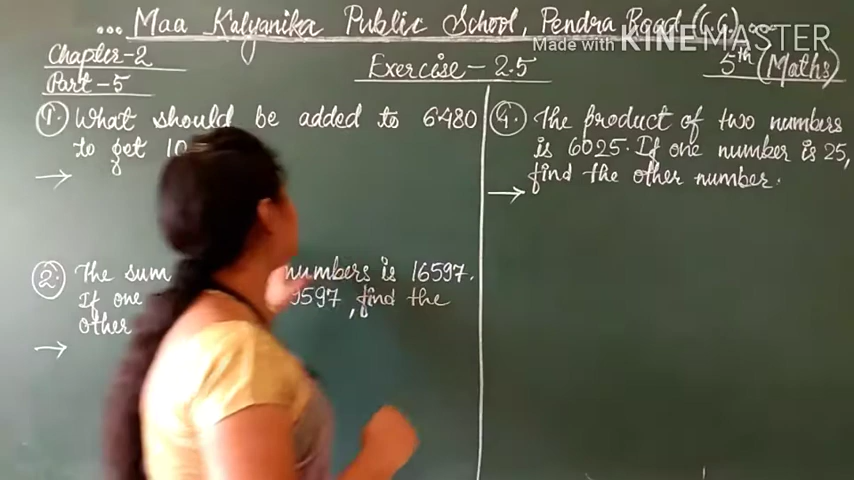 ... Maa Kalyanika Public School, Pendra Road (C.G.)...
Made with KINEMASTER
Chapter-2
Part-5
Exercise - 2.5
5th (Maths)
1. What should be added to 6480
to get 10
→
2. The sum numbers is 16597.
If one 9597, find the
other
→
4. The product of two numbers
is 6025. If one number is 25,
find the other number.
→